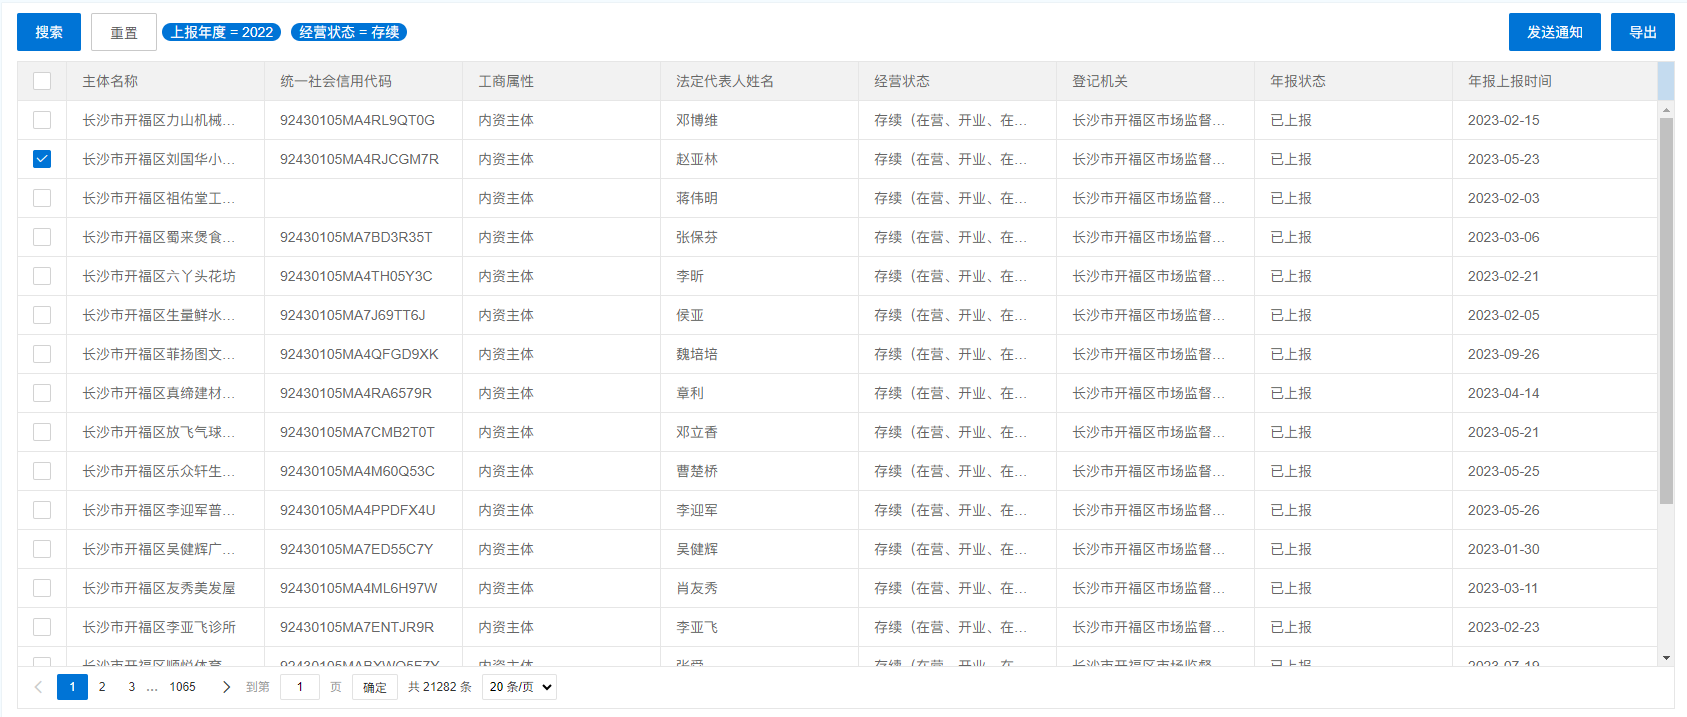 搜索 重置 上报年度 = 2022 经营状态 = 存续 发送通知 导出
主体名称 统一社会信用代码 工商属性 法定代表人姓名 经营状态 登记机关 年报状态 年报上报时间
长沙市开福区力山机械... 92430105MA4RL9QT0G 内资主体 邓博维 存续（在营、开业、在... 长沙市开福区市场监督... 已上报 2023-02-15
长沙市开福区刘国华小... 92430105MA4RJCGM7R 内资主体 赵亚林 存续（在营、开业、在... 长沙市开福区市场监督... 已上报 2023-05-23
长沙市开福区祖佑堂工... 内资主体 蒋伟明 存续（在营、开业、在... 长沙市开福区市场监督... 已上报 2023-02-03
长沙市开福区蜀来煲食... 92430105MA7BD3R35T 内资主体 张保芬 存续（在营、开业、在... 长沙市开福区市场监督... 已上报 2023-03-06
长沙市开福区六丫头花坊 92430105MA4TH05Y3C 内资主体 李昕 存续（在营、开业、在... 长沙市开福区市场监督... 已上报 2023-02-21
长沙市开福区生量鲜水... 92430105MA7J69TT6J 内资主体 侯亚 存续（在营、开业、在... 长沙市开福区市场监督... 已上报 2023-02-05
长沙市开福区菲扬图文... 92430105MA4QFGD9XK 内资主体 魏培培 存续（在营、开业、在... 长沙市开福区市场监督... 已上报 2023-09-26
长沙市开福区真缔建材... 92430105MA4RA6579R 内资主体 章利 存续（在营、开业、在... 长沙市开福区市场监督... 已上报 2023-04-14
长沙市开福区放飞气球... 92430105MA7CMB2T0T 内资主体 邓立香 存续（在营、开业、在... 长沙市开福区市场监督... 已上报 2023-05-21
长沙市开福区乐众轩生... 92430105MA4M60Q53C 内资主体 曹楚桥 存续（在营、开业、在... 长沙市开福区市场监督... 已上报 2023-05-25
长沙市开福区李迎军普... 92430105MA4PPDFX4U 内资主体 李迎军 存续（在营、开业、在... 长沙市开福区市场监督... 已上报 2023-05-26
长沙市开福区吴健辉广... 92430105MA7ED55C7Y 内资主体 吴健辉 存续（在营、开业、在... 长沙市开福区市场监督... 已上报 2023-01-30
长沙市开福区友秀美发屋 92430105MA4ML6H97W 内资主体 肖友秀 存续（在营、开业、在... 长沙市开福区市场监督... 已上报 2023-03-11
长沙市开福区李亚飞诊所 92430105MA7ENTJR9R 内资主体 李亚飞 存续（在营、开业、在... 长沙市开福区市场监督... 已上报 2023-02-23
内资主体 存续（在营、开业、在... 长沙市开福区市场监督... 已上报 2023-07-19
1 2 3 ... 1065 到第 1 页 确定 共 21282 条 20 条/页